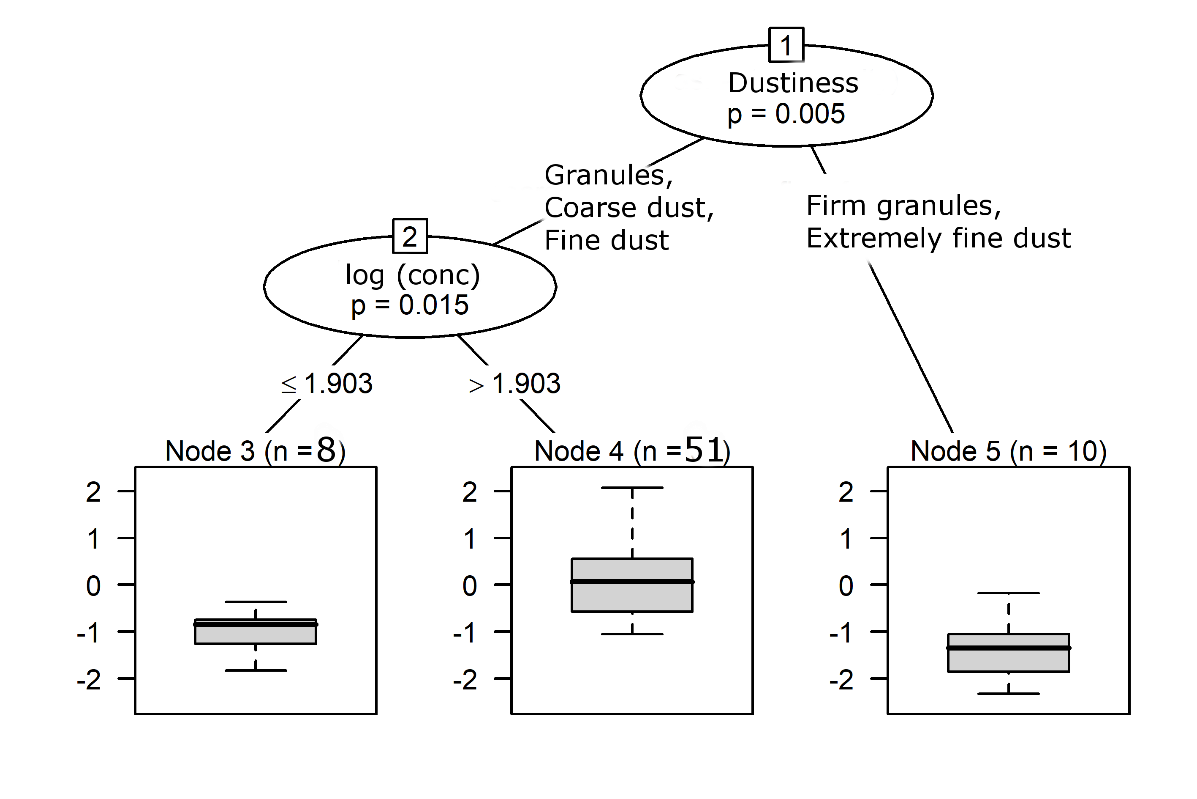 1
Dustiness
p = 0.005
Granules,
Coarse dust,
Fine dust
Firm granules,
Extremely fine dust
2
log (conc)
p = 0.015
≤ 1.903
> 1.903
Node 3 (n = 8)
2
1
0
-1
-2
Node 4 (n = 51)
2
1
0
-1
-2
Node 5 (n = 10)
2
1
0
-1
-2